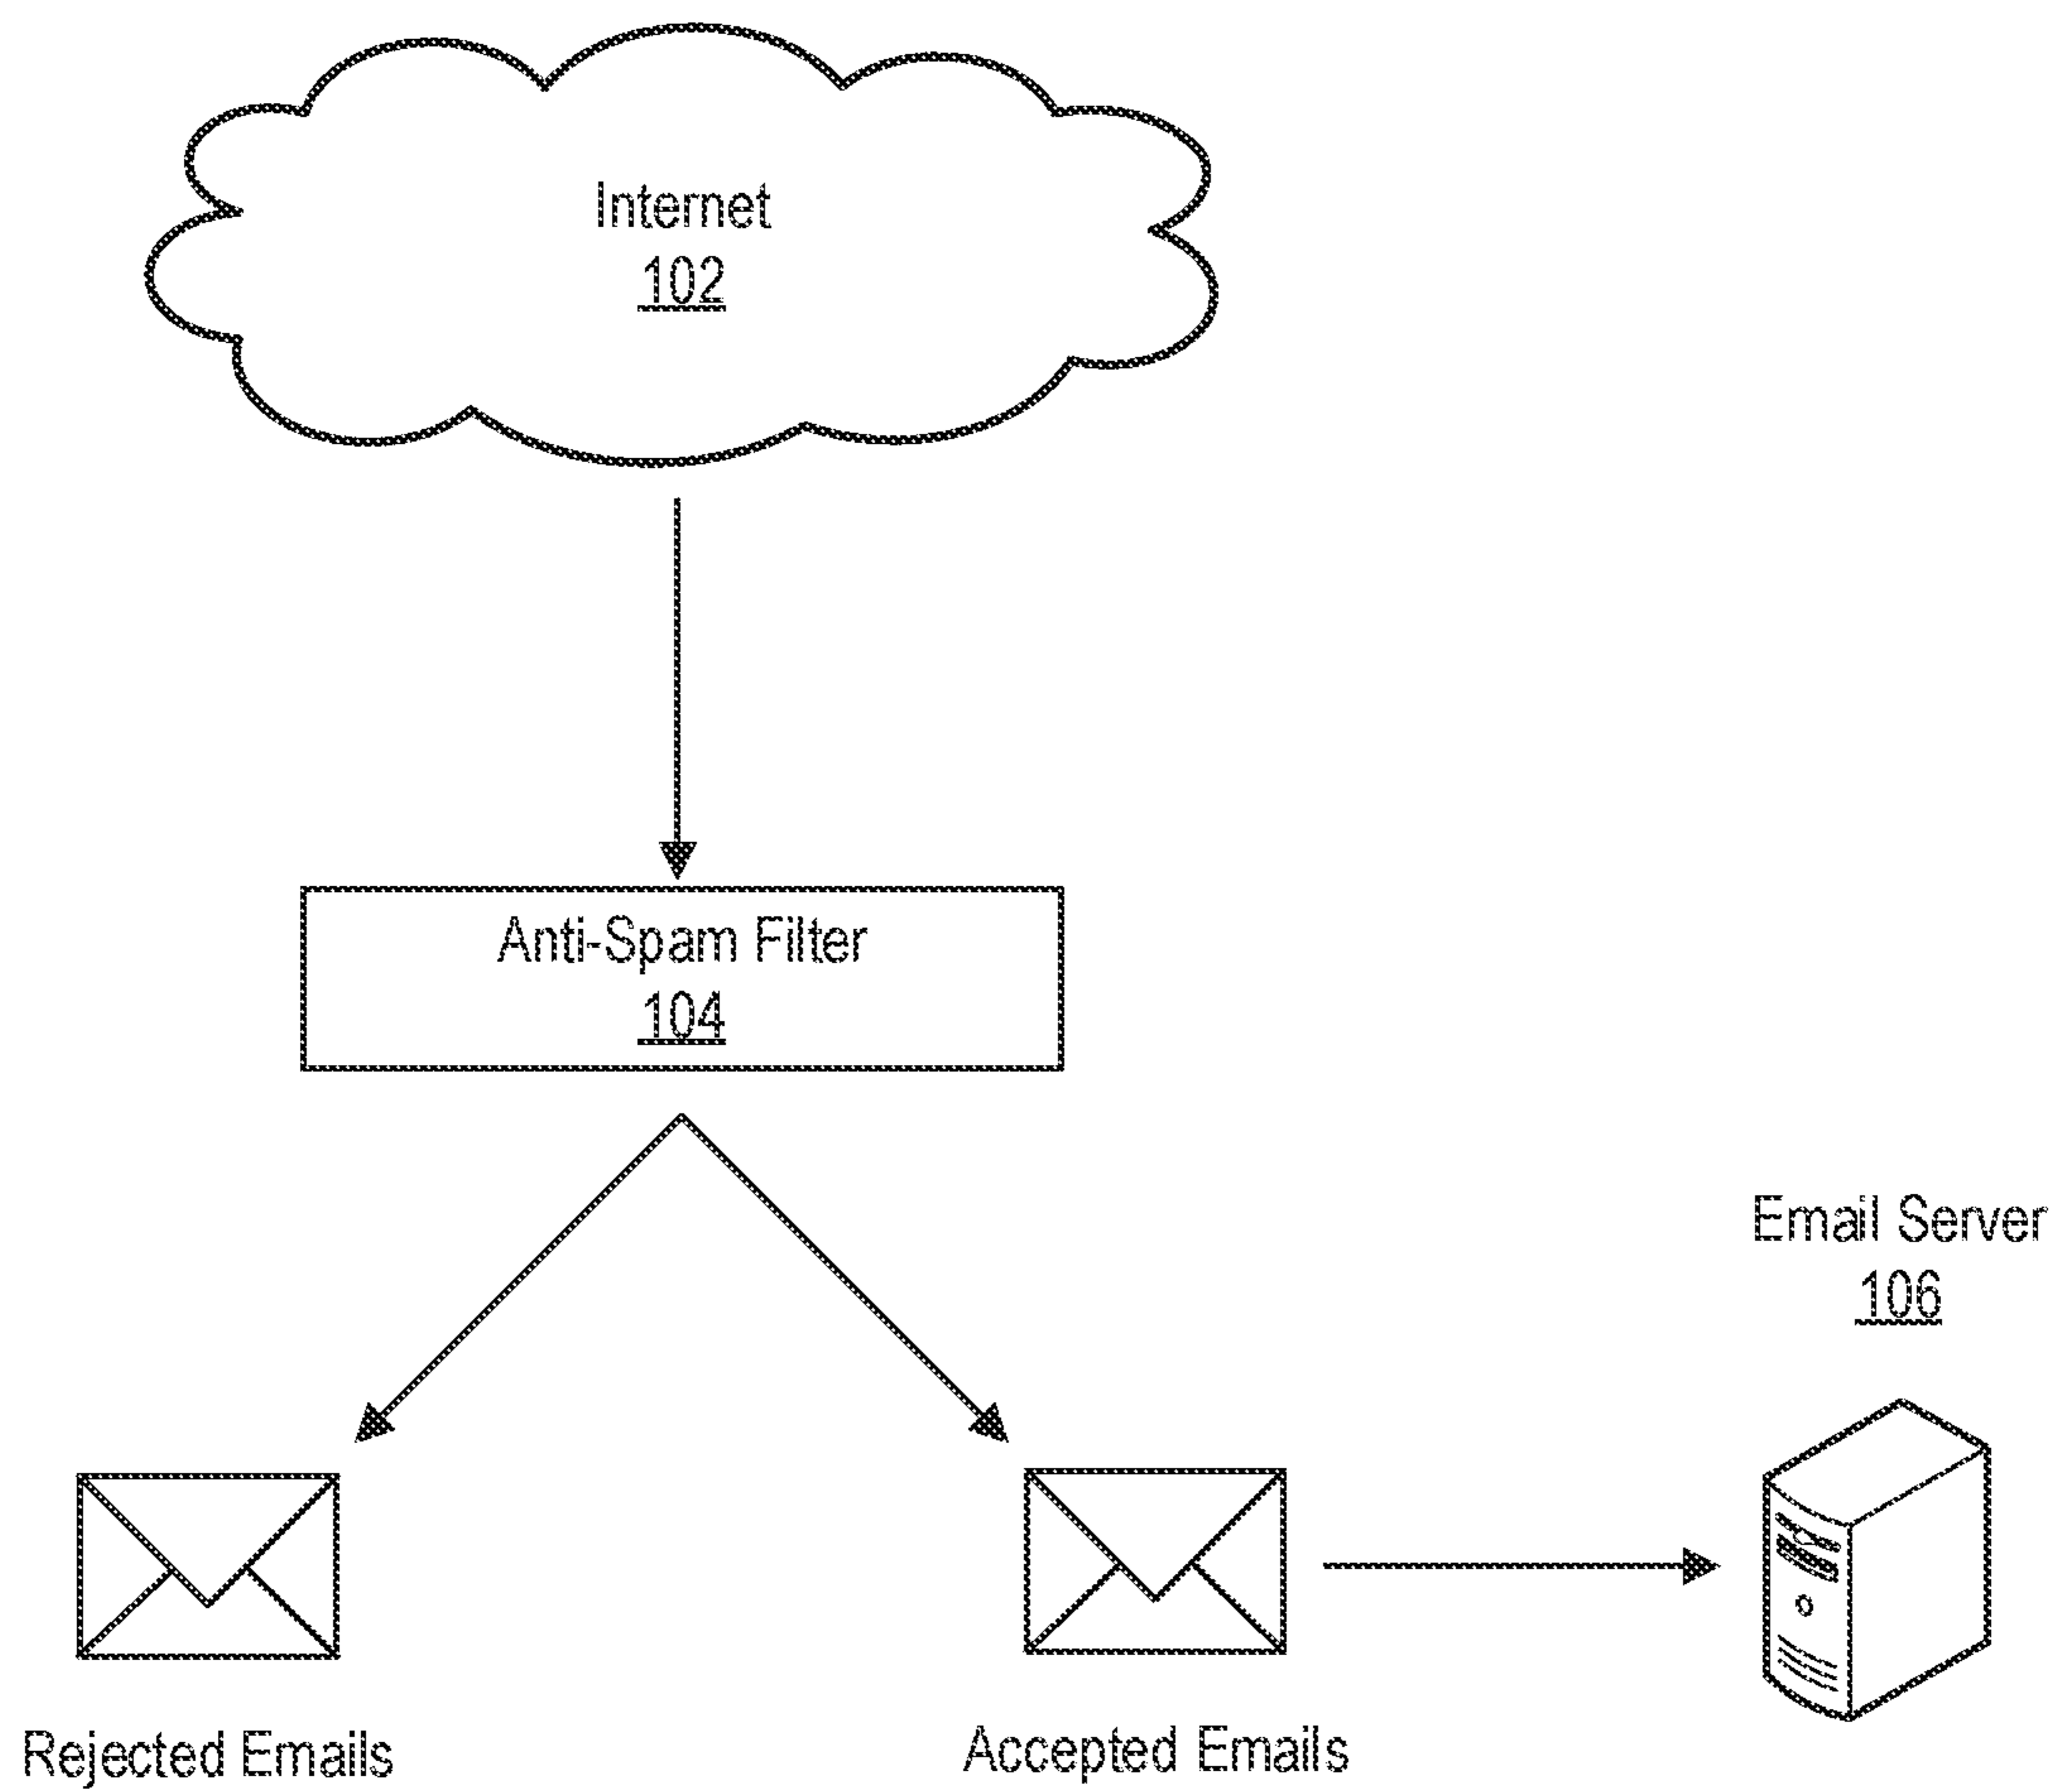 Internet
102
Anti-Spam Filter
104
Email Server
106
Rejected Emails
Accepted Emails